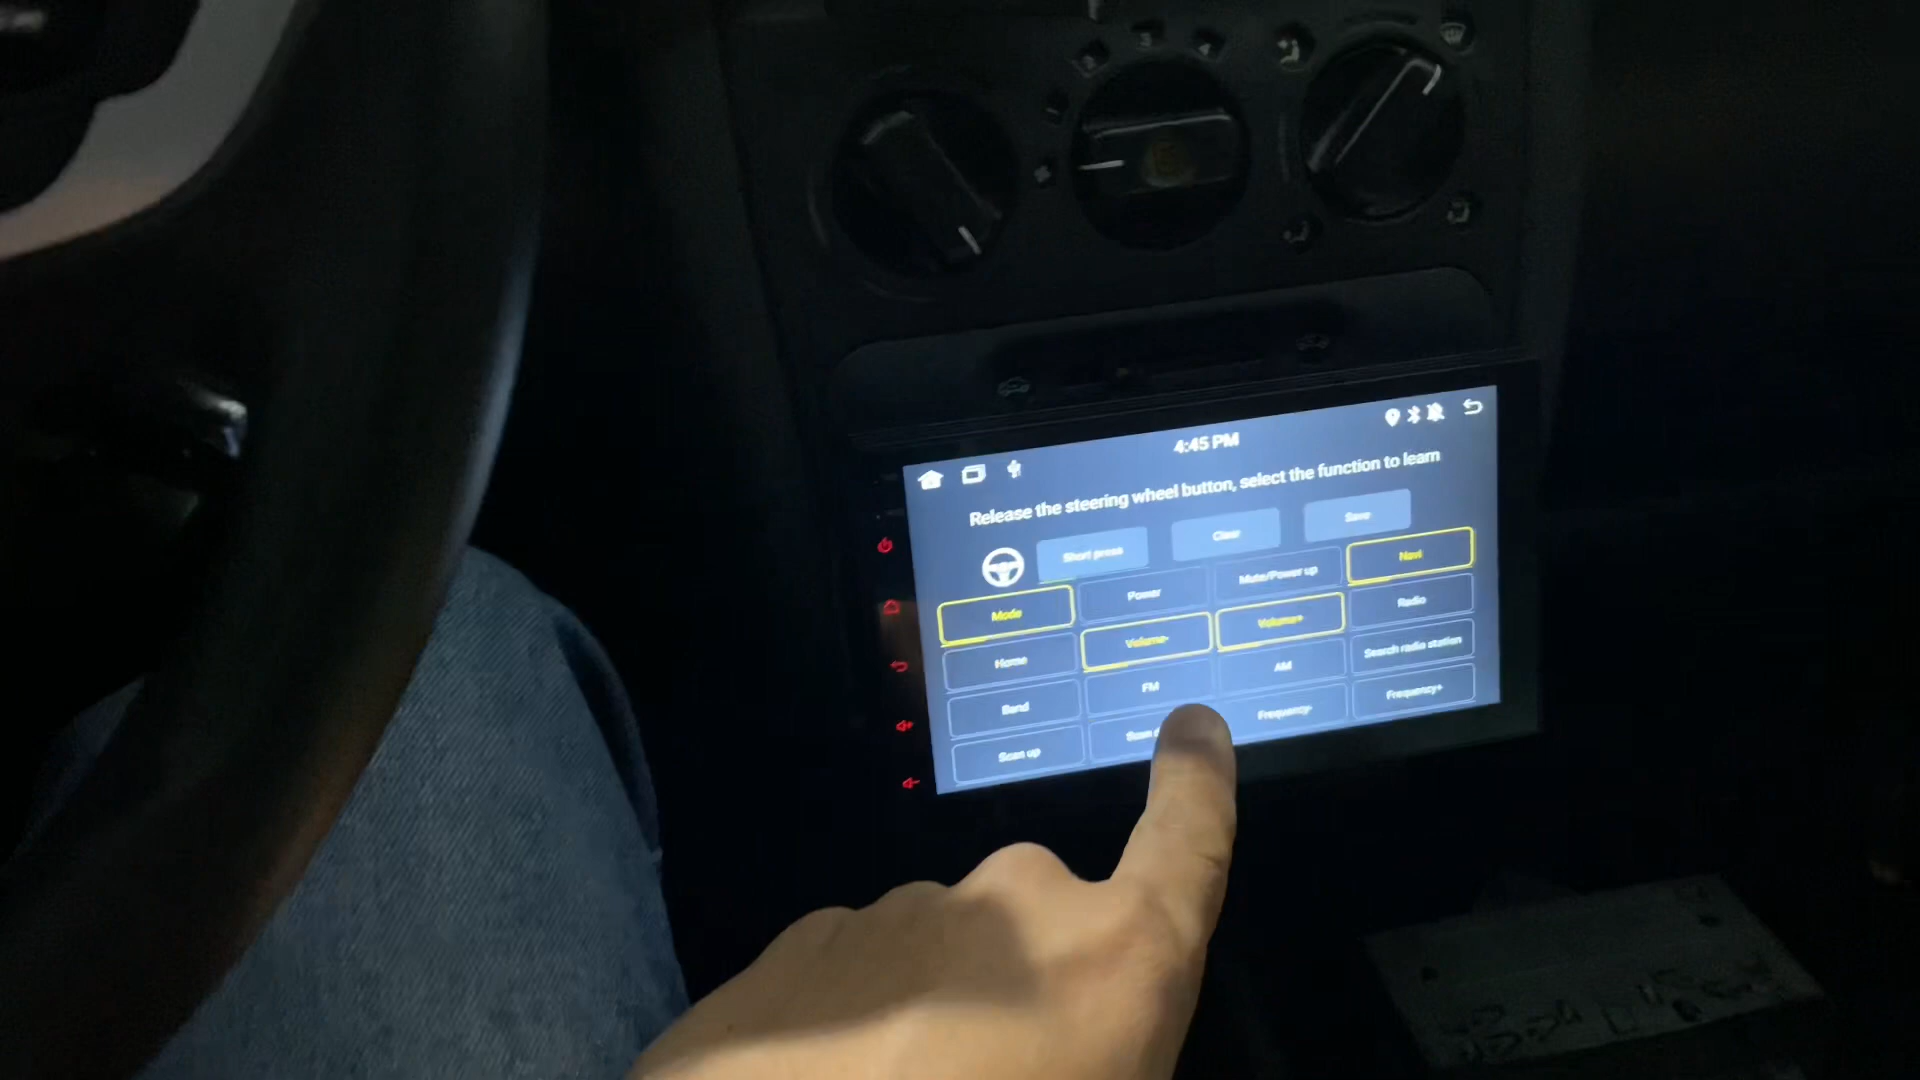 4:45 PM
Release the steering wheel button, select the function to learn
Short press Clear Save
Mode Power Mute/Power up Navi
Home Volume- Volume+ Radio
Band FM AM Search radio station
Scan up Scan Frequency- Frequency+